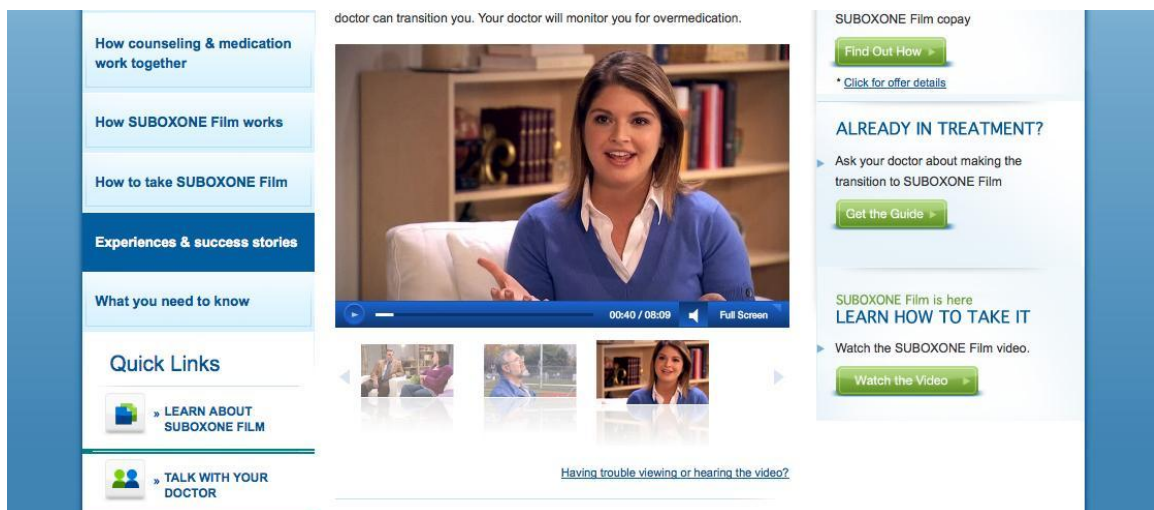 How counseling & medication
work together
How SUBOXONE Film works
How to take SUBOXONE Film
Experiences & success stories
What you need to know
Quick Links
» LEARN ABOUT
SUBOXONE FILM
» TALK WITH YOUR
DOCTOR
doctor can transition you. Your doctor will monitor you for overmedication.
00:40 / 08:09
Full Screen
Having trouble viewing or hearing the video?
SUBOXONE Film copay
Find Out How
* Click for offer details
ALREADY IN TREATMENT?
Ask your doctor about making the
transition to SUBOXONE Film
Get the Guide
SUBOXONE Film is here
LEARN HOW TO TAKE IT
Watch the SUBOXONE Film video.
Watch the Video